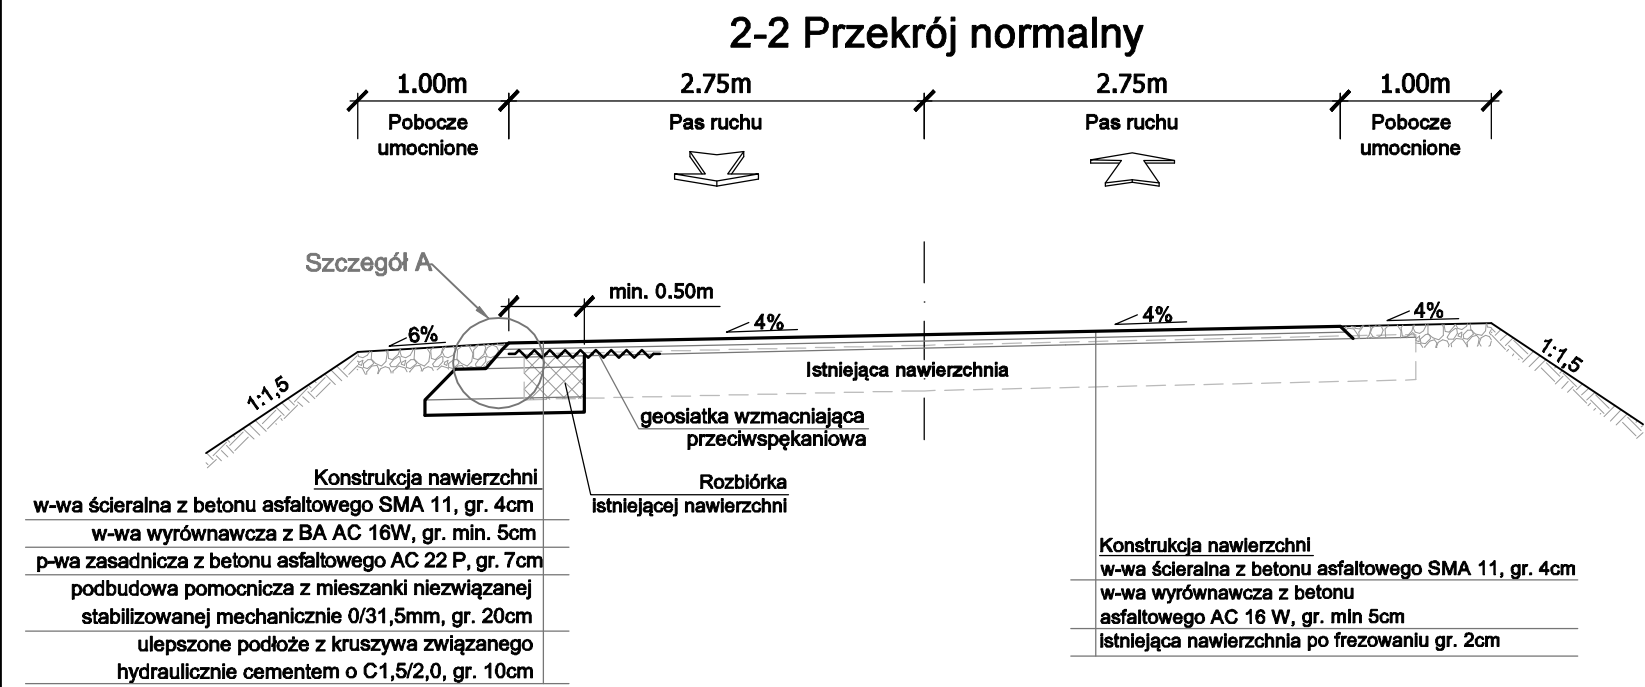 2-2 Przekrój normalny
1.00m
2.75m
2.75m
1.00m
Pobocze
umocnione
Pas ruchu
Pas ruchu
Pobocze
umocnione
Szczegół A
min. 0.50m
6%
4%
4%
4%
1:1,5
1:1,5
Istniejąca nawierzchnia
geosiatka wzmacniająca
przeciwspękaniowa
Rozbiórka
istniejącej nawierzchni
Konstrukcja nawierzchni
w-wa ścieralna z betonu asfaltowego SMA 11, gr. 4cm
w-wa wyrównawcza z BA AC 16W, gr. min. 5cm
p-wa zasadnicza z betonu asfaltowego AC 22 P, gr. 7cm
podbudowa pomocnicza z mieszanki niezwiązanej
stabilizowanej mechanicznie 0/31,5mm, gr. 20cm
ulepszone podłoże z kruszywa związanego
hydraulicznie cementem o C1,5/2,0, gr. 10cm
Konstrukcja nawierzchni
w-wa ścieralna z betonu asfaltowego SMA 11, gr. 4cm
w-wa wyrównawcza z betonu
asfaltowego AC 16 W, gr. min 5cm
istniejąca nawierzchnia po frezowaniu gr. 2cm